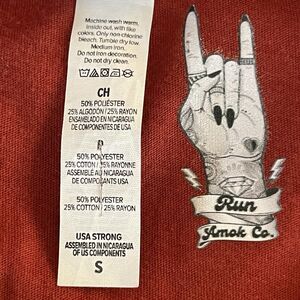 Machine wash warm,
inside out, with like
colors. Only non-chlorine
bleach. Tumble dry low.
Medium iron.
Do not iron decoration.
Do not dry clean.
CH
50% POLIÉSTER
25% ALGODÓN / 25% RAYON
ENSAMBLADO EN NICARAGUA
DE COMPONENTES DE USA
50% POLYESTER
25% COTON / 25% RAYONNE
ASSEMBLÉ AU NICARAGUA
DE COMPOSANTS USA
50% POLYESTER
25% COTTON / 25% RAYON
USA STRONG
ASSEMBLED IN NICARAGUA
OF US COMPONENTS
S
Run
Amok Co.